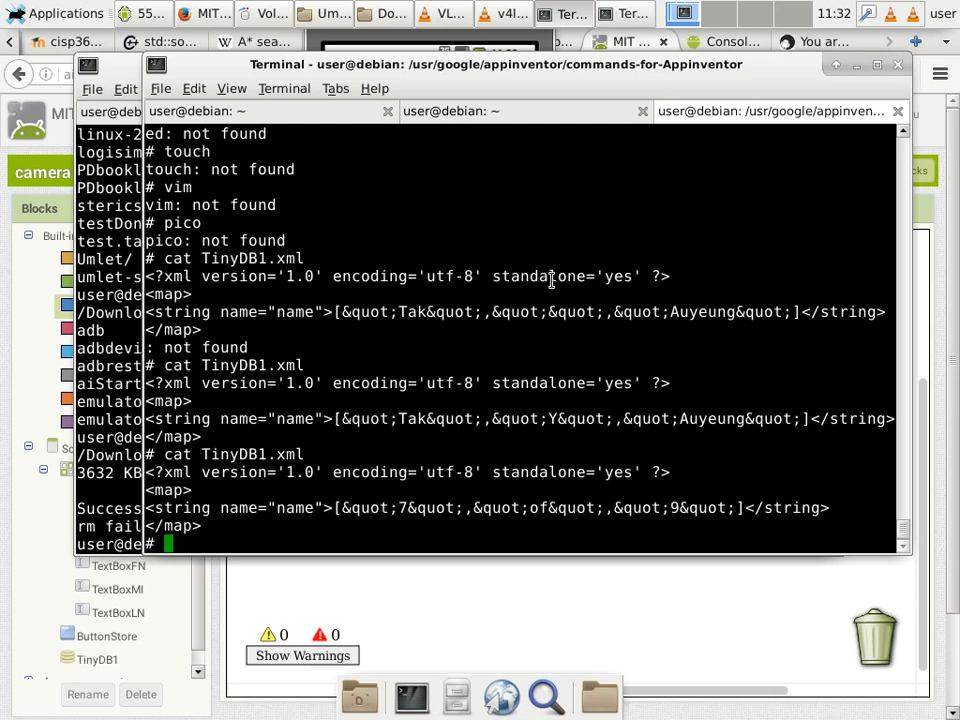 Applications
55...
MIT...
Vol...
Um...
Do...
VL...
v4l...
Ter...
Ter...
11:32
user
cisp36...
std::so...
A* sea...
MIT ...
Consol...
You ar...
Terminal - user@debian: /usr/google/appinventor/commands-for-Appinventor
File Edit
File Edit View Terminal Tabs Help
user@deb
user@debian: ~
user@debian: ~
user@debian: /usr/google/appinven...
MIT
camera
cks
Blocks
Built-i
linux-2
logisim
PDbookl
PDbookl
sterics
testDon
test.ta
Umlet/
umlet-s
user@de
/Downlo
adb
adbdevi
adbrest
aiStart
emulato
emulato
user@de
/Downlo
3632 KB
Success
rm fail
user@de
ed: not found
# touch
touch: not found
# vim
vim: not found
# pico
pico: not found
# cat TinyDB1.xml
<?xml version='1.0' encoding='utf-8' standalone='yes' ?>
<map>
<string name="name">[&quot;Tak&quot;,&quot;&quot;,&quot;Auyeung&quot;]</string>
</map>
: not found
# cat TinyDB1.xml
<?xml version='1.0' encoding='utf-8' standalone='yes' ?>
<map>
<string name="name">[&quot;Tak&quot;,&quot;Y&quot;,&quot;Auyeung&quot;]</string>
</map>
# cat TinyDB1.xml
<?xml version='1.0' encoding='utf-8' standalone='yes' ?>
<map>
<string name="name">[&quot;7&quot;,&quot;of&quot;,&quot;9&quot;]</string>
</map>
#
TextBoxFN
TextBoxMI
TextBoxLN
ButtonStore
TinyDB1
Rename
Delete
0
0
Show Warnings